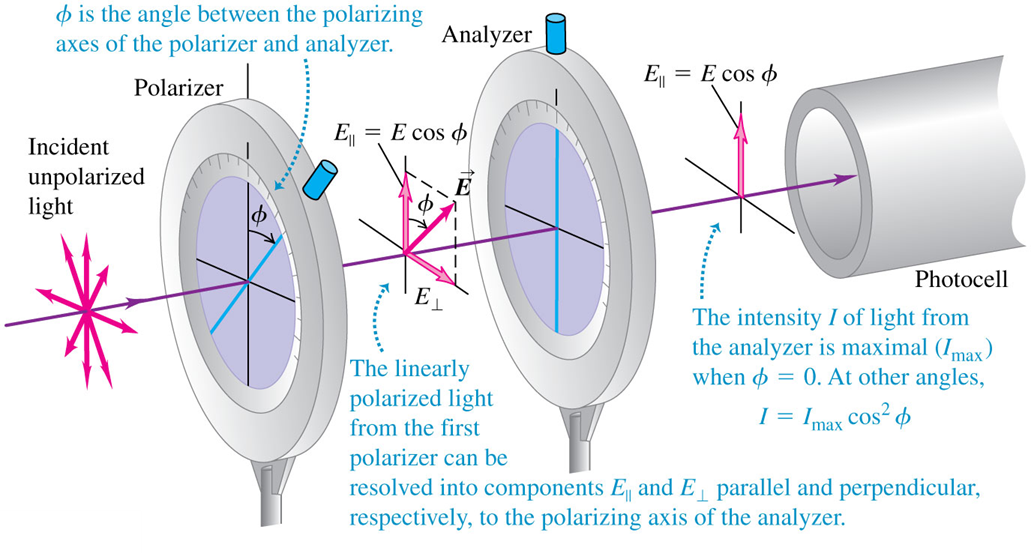 ϕ is the angle between the polarizing
axes of the polarizer and analyzer.
Analyzer
Polarizer
E∥ = E cos ϕ
Incident
unpolarized
light
E∥ = E cos ϕ
E⃗
ϕ
ϕ
E⊥
Photocell
The intensity I of light from
the analyzer is maximal (Imax)
when ϕ = 0. At other angles,
I = Imax cos² ϕ
The linearly
polarized light
from the first
polarizer can be
resolved into components E∥ and E⊥ parallel and perpendicular,
respectively, to the polarizing axis of the analyzer.